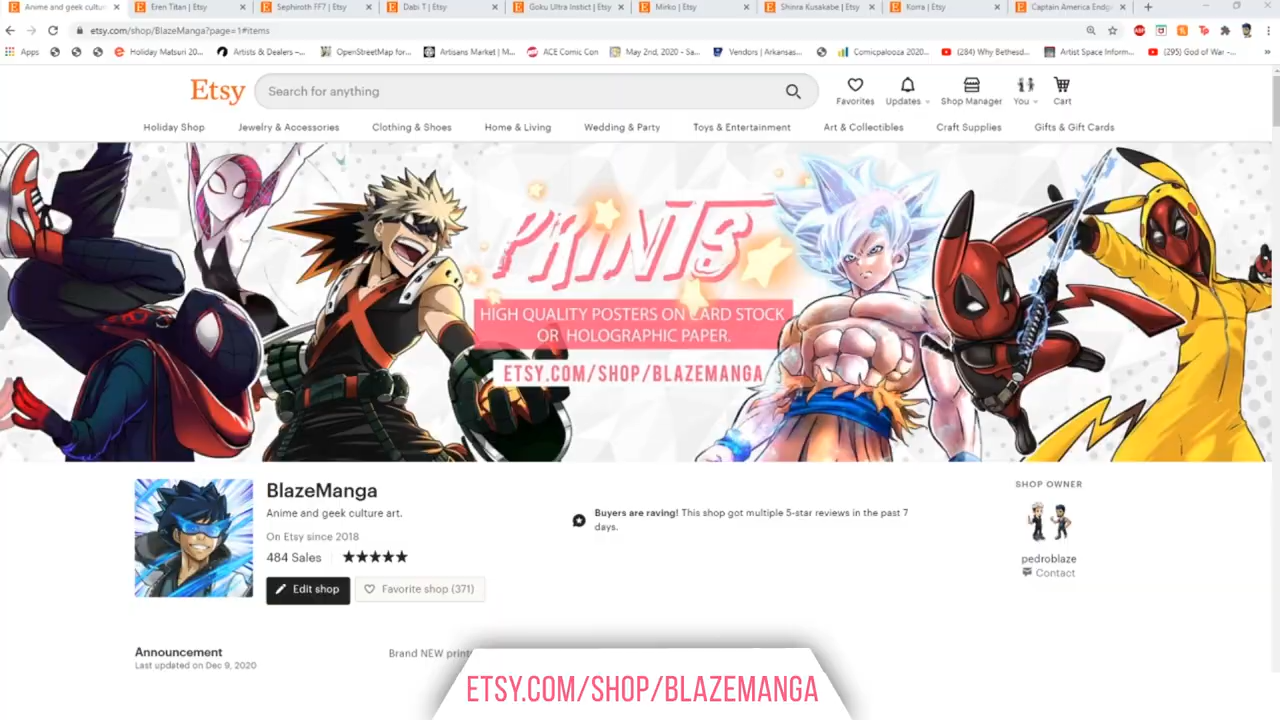 Anime and geek cultur
Eren Titan | Etsy
Sephiroth FF7 | Etsy
Dabi T | Etsy
Goku Ultra Instict | Etsy
Mirko | Etsy
Shinra Kusakabe | Etsy
Korra | Etsy
Captain America Endg
etsy.com/shop/BlazeManga?page=1#items
ABP
Apps
Holiday Matsuri 20...
Artists & Dealers –...
OpenStreetMap for...
Artisans Market | M...
ACE Comic Con
May 2nd, 2020 - Sa...
Vendors | Arkansas...
Comicpalooza 2020...
(284) Why Bethesd...
Artist Space Inform...
(295) God of War –...
Etsy
Search for anything
Favorites
Updates
Shop Manager
You
Cart
Holiday Shop
Jewelry & Accessories
Clothing & Shoes
Home & Living
Wedding & Party
Toys & Entertainment
Art & Collectibles
Craft Supplies
Gifts & Gift Cards
PRINTS
HIGH QUALITY POSTERS ON CARD STOCK
OR HOLOGRAPHIC PAPER.
ETSY.COM/SHOP/BLAZEMANGA
BlazeManga
Anime and geek culture art.
On Etsy since 2018
484 Sales
Edit shop
Favorite shop (371)
Buyers are raving! This shop got multiple 5-star reviews in the past 7
days.
SHOP OWNER
pedroblaze
Contact
Announcement
Last updated on Dec 9, 2020
Brand NEW print
ETSY.COM/SHOP/BLAZEMANGA